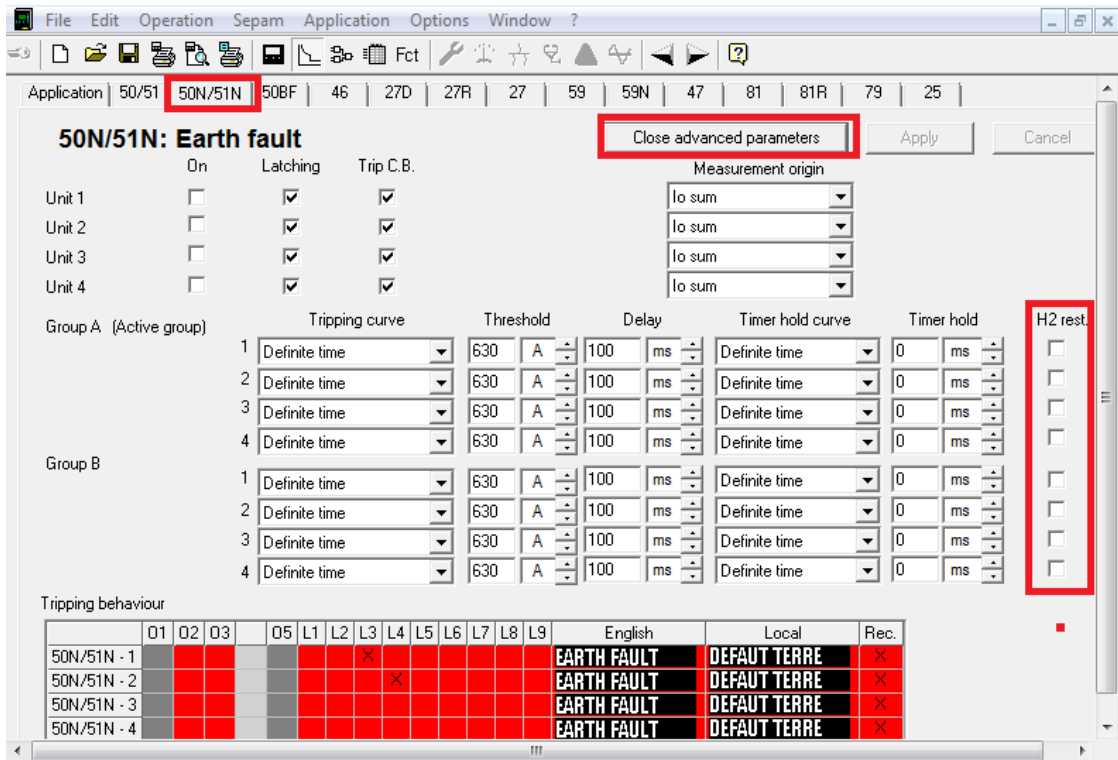 File Edit Operation Sepam Application Options Window ?
Fct
Application 50/51 50N/51N 50BF 46 27D 27R 27 59 59N 47 81 81R 79 25
50N/51N: Earth fault Close advanced parameters Apply Cancel
On Latching Trip C.B. Measurement origin
Unit 1 Io sum
Unit 2 Io sum
Unit 3 Io sum
Unit 4 Io sum
Group A (Active group) Tripping curve Threshold Delay Timer hold curve Timer hold H2 rest.
1 Definite time 630 A 100 ms Definite time 0 ms
2 Definite time 630 A 100 ms Definite time 0 ms
3 Definite time 630 A 100 ms Definite time 0 ms
4 Definite time 630 A 100 ms Definite time 0 ms
Group B
1 Definite time 630 A 100 ms Definite time 0 ms
2 Definite time 630 A 100 ms Definite time 0 ms
3 Definite time 630 A 100 ms Definite time 0 ms
4 Definite time 630 A 100 ms Definite time 0 ms
Tripping behaviour
O1 O2 O3 O5 L1 L2 L3 L4 L5 L6 L7 L8 L9 English Local Rec.
50N/51N - 1 X EARTH FAULT DEFAUT TERRE X
50N/51N - 2 X EARTH FAULT DEFAUT TERRE X
50N/51N - 3 EARTH FAULT DEFAUT TERRE X
50N/51N - 4 EARTH FAULT DEFAUT TERRE X